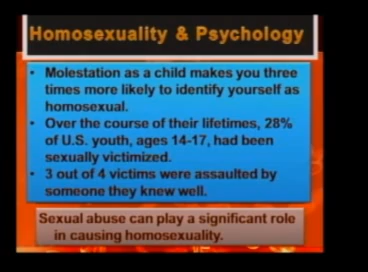 Homosexuality & Psychology
• Molestation as a child makes you three
times more likely to identify yourself as
homosexual.
• Over the course of their lifetimes, 28%
of U.S. youth, ages 14-17, had been
sexually victimized.
• 3 out of 4 victims were assaulted by
someone they knew well.
Sexual abuse can play a significant role
in causing homosexuality.